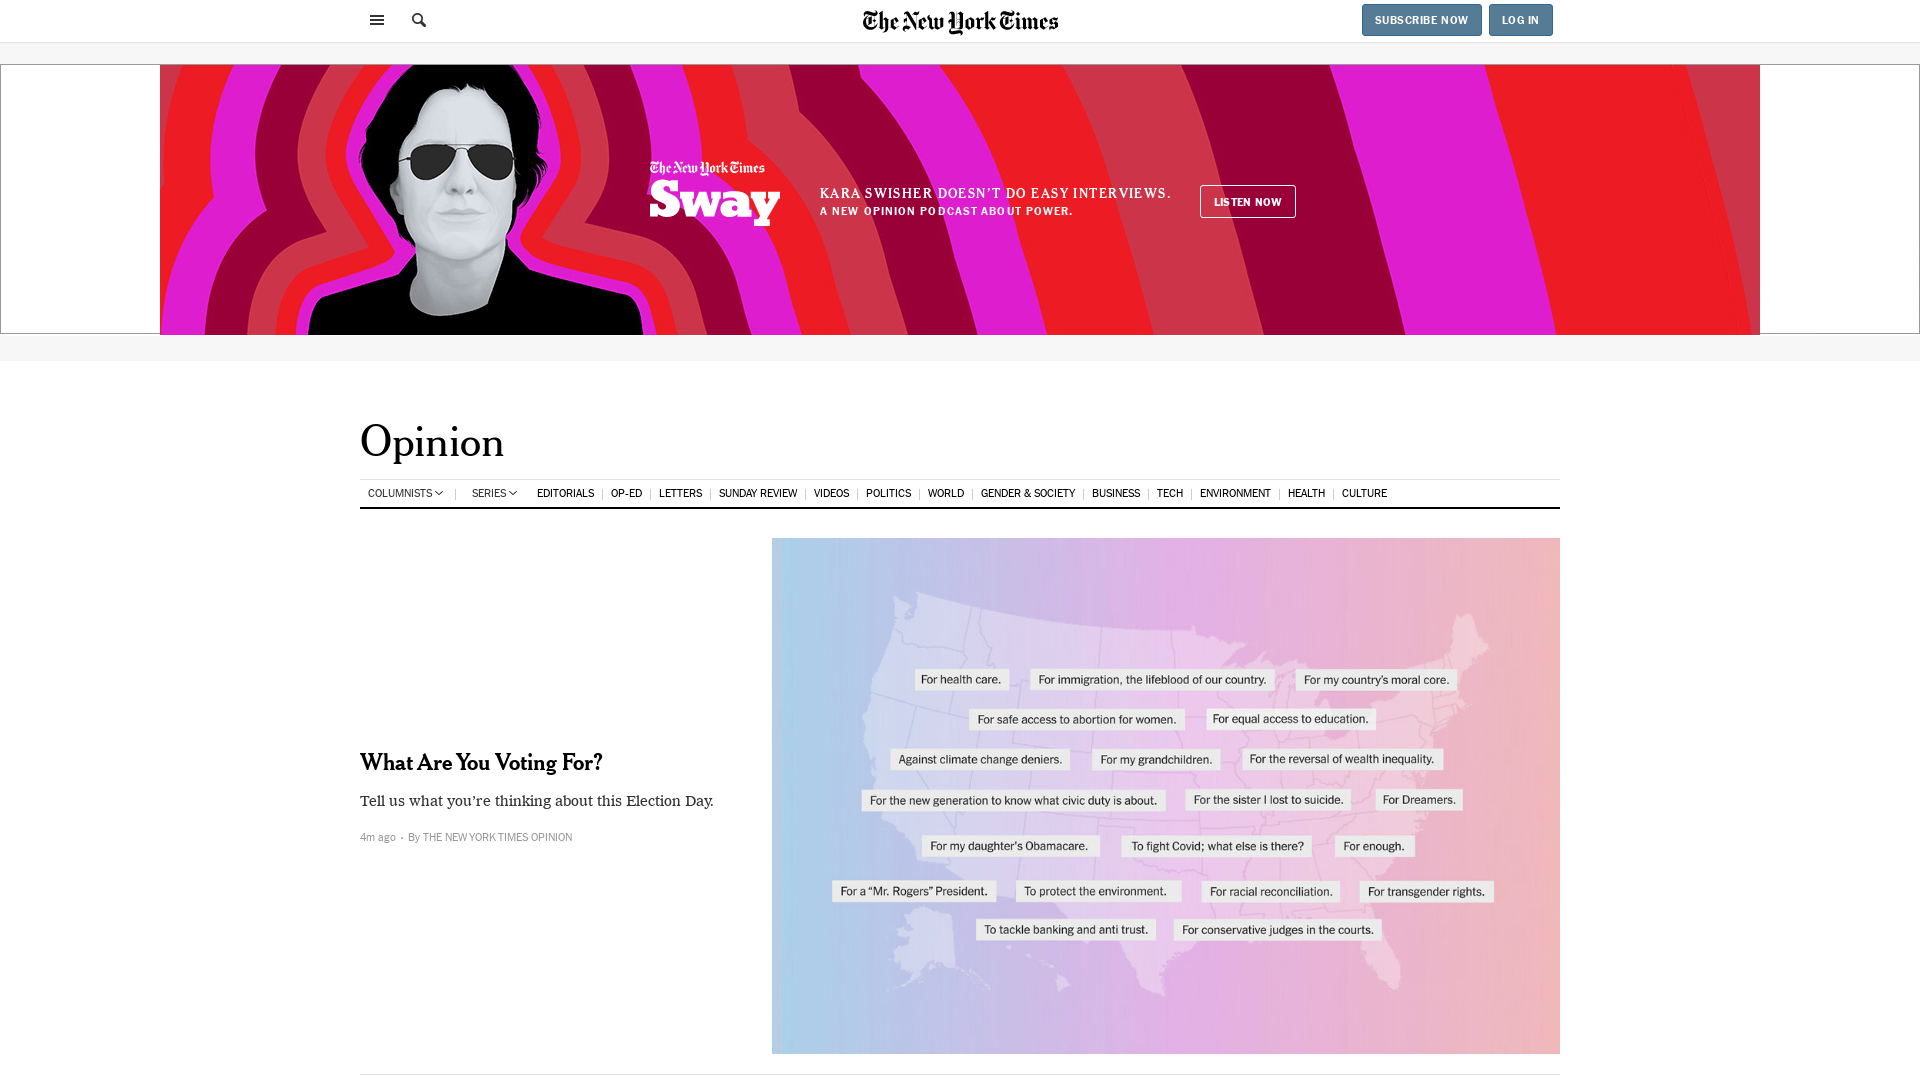 The New York Times
SUBSCRIBE NOW
LOG IN
The New York Times
Sway
KARA SWISHER DOESN'T DO EASY INTERVIEWS.
A NEW OPINION PODCAST ABOUT POWER.
LISTEN NOW
Opinion
COLUMNISTS SERIES EDITORIALS OP-ED LETTERS SUNDAY REVIEW VIDEOS POLITICS WORLD GENDER & SOCIETY BUSINESS TECH ENVIRONMENT HEALTH CULTURE
What Are You Voting For?
Tell us what you’re thinking about this Election Day.
4m ago • By THE NEW YORK TIMES OPINION
For health care. For immigration, the lifeblood of our country. For my country's moral core.
For safe access to abortion for women. For equal access to education.
Against climate change deniers. For my grandchildren. For the reversal of wealth inequality.
For the new generation to know what civic duty is about. For the sister I lost to suicide. For Dreamers.
For my daughter's Obamacare. To fight Covid; what else is there? For enough.
For a “Mr. Rogers” President. To protect the environment. For racial reconciliation. For transgender rights.
To tackle banking and anti trust. For conservative judges in the courts.